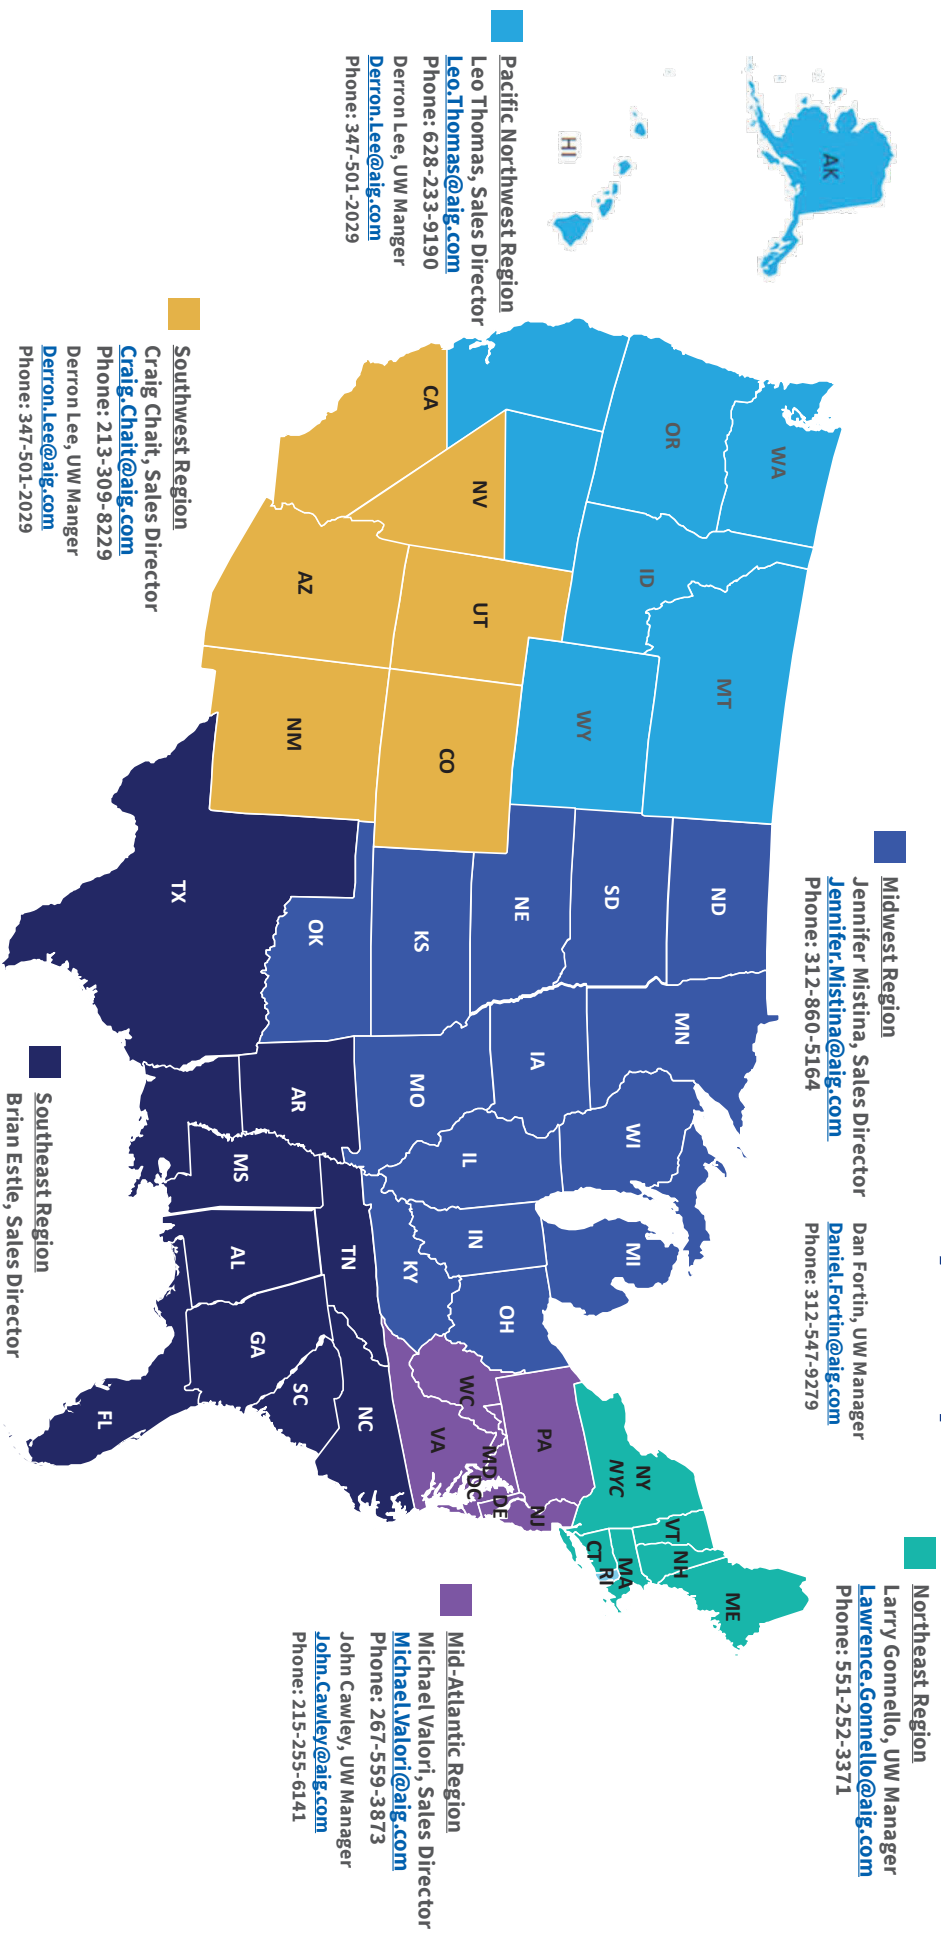 Northeast Region
Larry Gonnello, UW Manager
Lawrence.Gonnello@aig.com
Phone: 551-252-3371
Midwest Region
Jennifer Mistina, Sales Director
Jennifer.Mistina@aig.com
Phone: 312-860-5164
Dan Fortin, UW Manager
Daniel.Fortin@aig.com
Phone: 312-547-9279
AK
HI
Pacific Northwest Region
Leo Thomas, Sales Director
Leo.Thomas@aig.com
Phone: 628-233-9190
Derron Lee, UW Manger
Derron.Lee@aig.com
Phone: 347-501-2029
WA
OR
ID
MT
WY
CA
NV
UT
AZ
NM
CO
ND
SD
NE
KS
OK
TX
MN
IA
MO
WI
IL
IN
MI
OH
KY
AR
MS
AL
TN
GA
SC
NC
FL
WC
VA
MD
DC
DE
PA
NJ
NY
NYC
VT
NH
MA
CT
RI
ME
Mid-Atlantic Region
Michael Valori, Sales Director
Michael.Valori@aig.com
Phone: 267-559-3873
John Cawley, UW Manager
John.Cawley@aig.com
Phone: 215-255-6141
Southwest Region
Craig Chait, Sales Director
Craig.Chait@aig.com
Phone: 213-309-8229
Derron Lee, UW Manger
Derron.Lee@aig.com
Phone: 347-501-2029
Southeast Region
Brian Estle, Sales Director